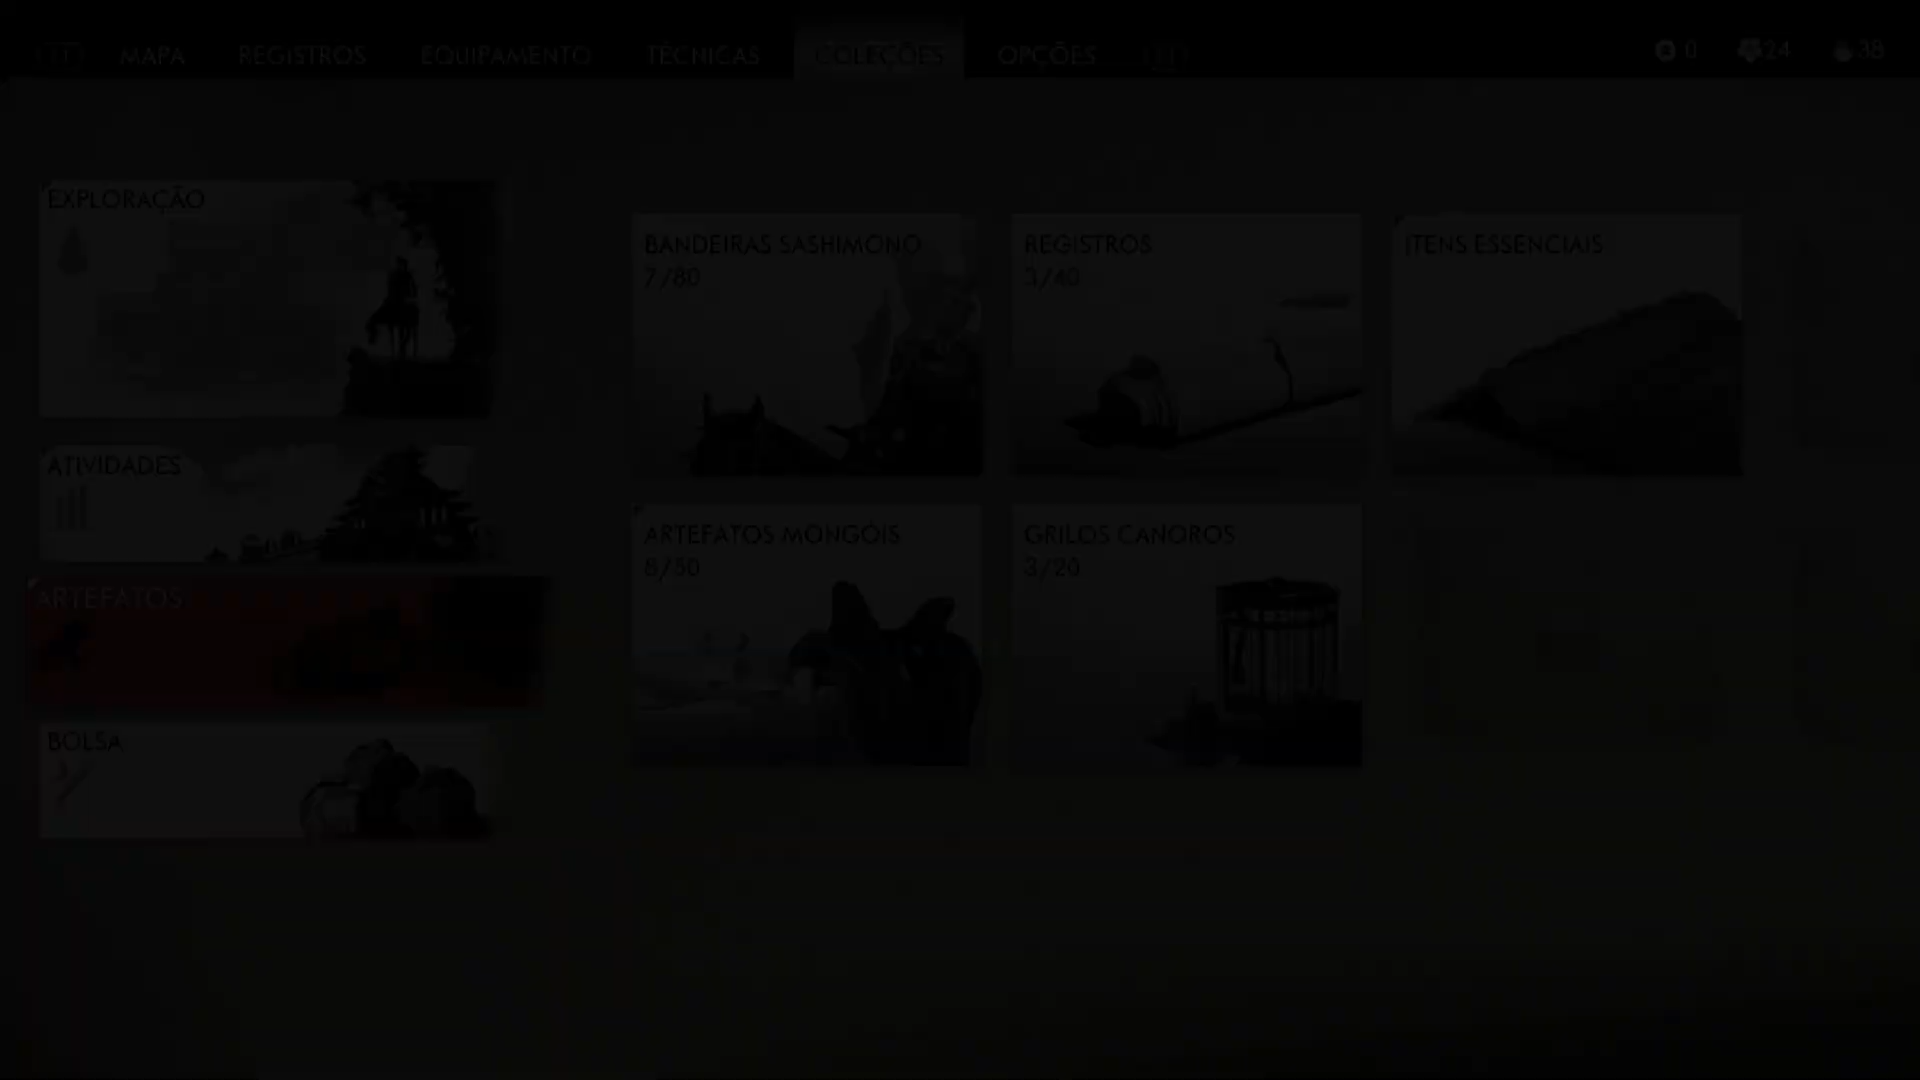 MAPA
REGISTROS
EQUIPAMENTO
TÉCNICAS
COLEÇÕES
OPÇÕES
0
24
38
EXPLORAÇÃO
ATIVIDADES
ARTEFATOS
BOLSA
BANDEIRAS SASHIMONO
7/80
REGISTROS
3/40
ITENS ESSENCIAIS
ARTEFATOS MONGÓIS
8/50
GRILOS CANOROS
3/20